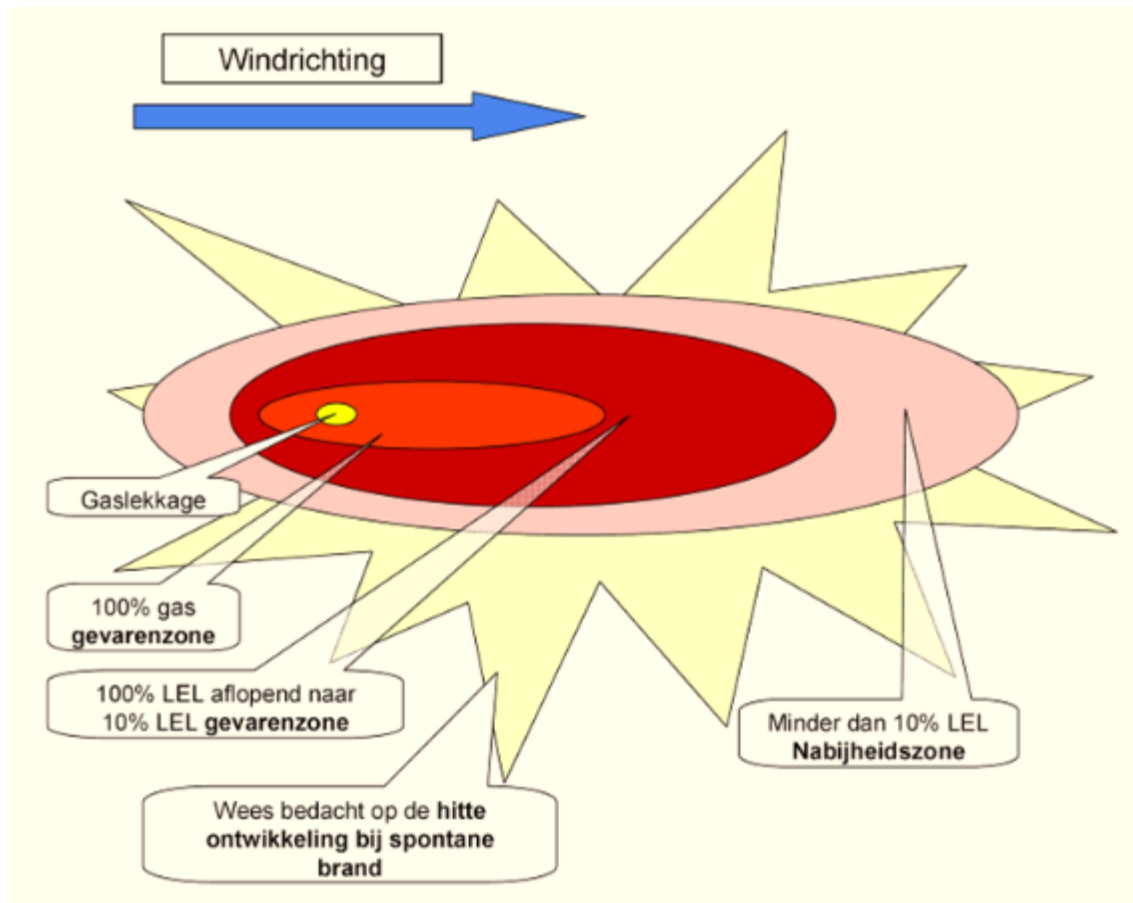 Windrichting
Gaslekkage
100% gas
gevarenzone
100% LEL aflopend naar
10% LEL gevarenzone
Wees bedacht op de hitte
ontwikkeling bij spontane
brand
Minder dan 10% LEL
Nabijheidszone